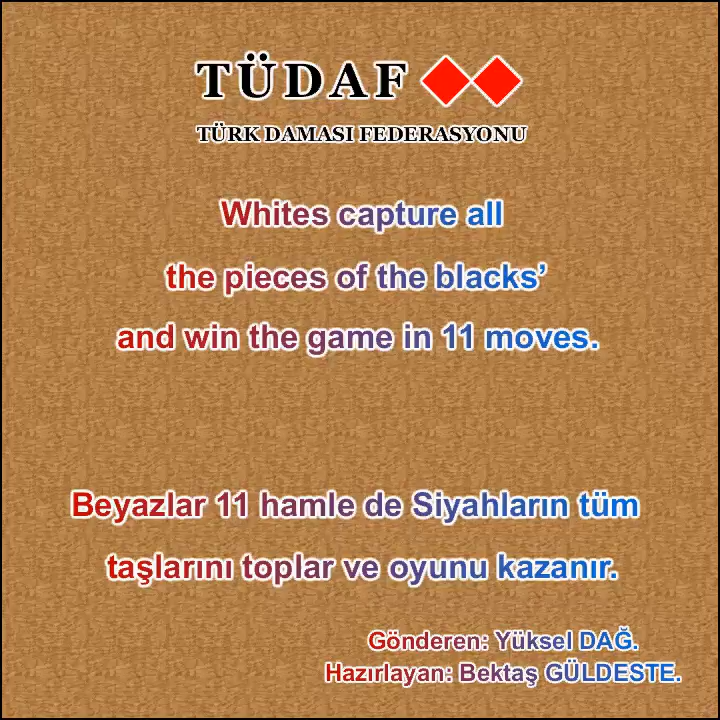 TÜDAF
TÜRK DAMASI FEDERASYONU
Whites capture all
the pieces of the blacks’
and win the game in 11 moves.
Beyazlar 11 hamle de Siyahların tüm
taşlarını toplar ve oyunu kazanır.
Gönderen: Yüksel DAĞ.
Hazırlayan: Bektaş GÜLDESTE.